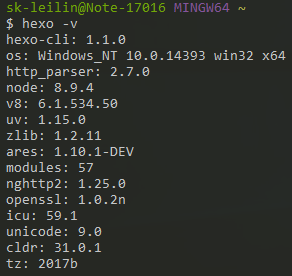 sk-leilin@Note-17016 MINGW64 ~
$ hexo -v
hexo-cli: 1.1.0
os: Windows_NT 10.0.14393 win32 x64
http_parser: 2.7.0
node: 8.9.4
v8: 6.1.534.50
uv: 1.15.0
zlib: 1.2.11
ares: 1.10.1-DEV
modules: 57
nghttp2: 1.25.0
openssl: 1.0.2n
icu: 59.1
unicode: 9.0
cldr: 31.0.1
tz: 2017b